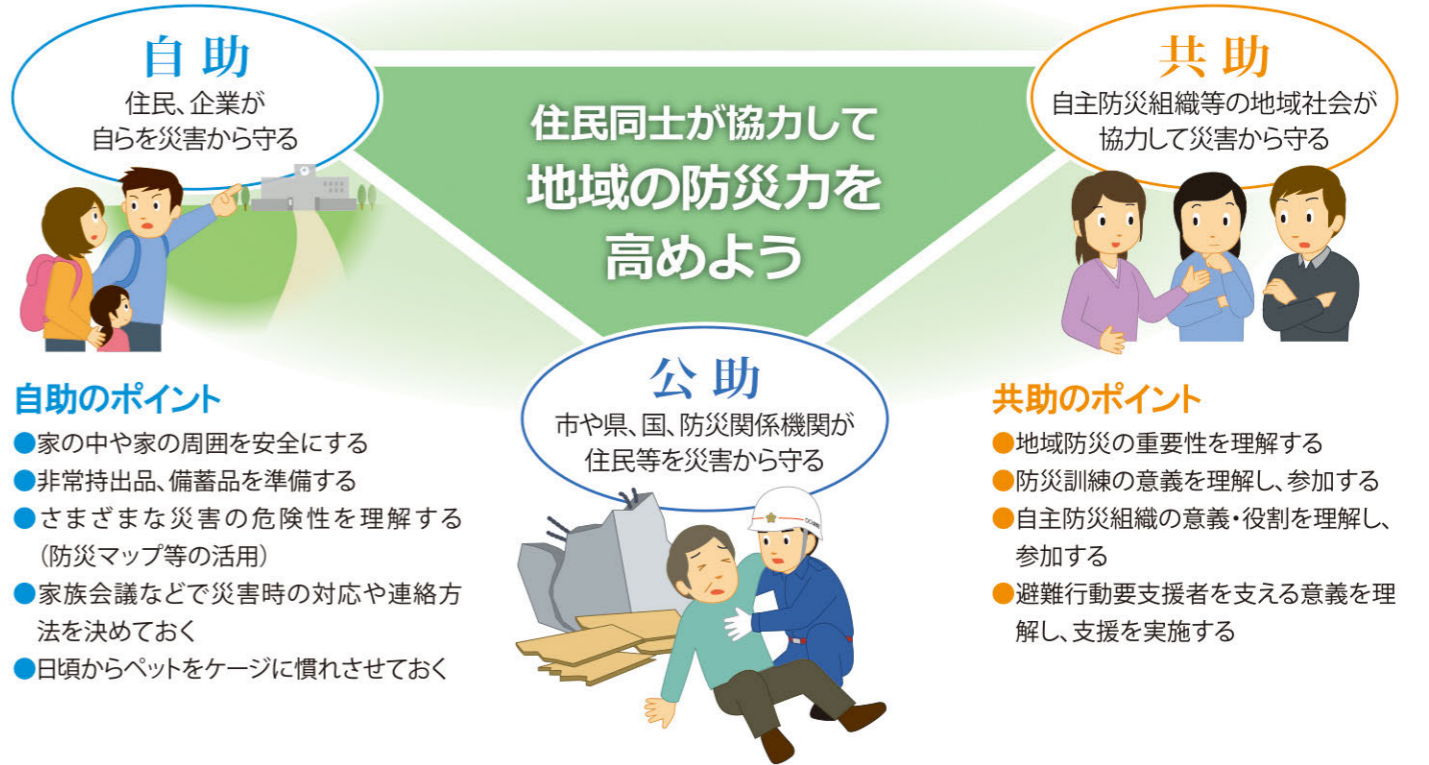 自助
住民、企業が
自らを災害から守る
住民同士が協力して
地域の防災力を
高めよう
共助
自主防災組織等の地域社会が
協力して災害から守る
公助
市や県、国、防災関係機関が
住民等を災害から守る
自助のポイント
●家の中や家の周囲を安全にする
●非常持出品、備蓄品を準備する
●さまざまな災害の危険性を理解する
（防災マップ等の活用）
●家族会議などで災害時の対応や連絡方
法を決めておく
●日頃からペットをケージに慣れさせておく
共助のポイント
●地域防災の重要性を理解する
●防災訓練の意義を理解し、参加する
●自主防災組織の意義・役割を理解し、
参加する
●避難行動要支援者を支える意義を理
解し、支援を実施する